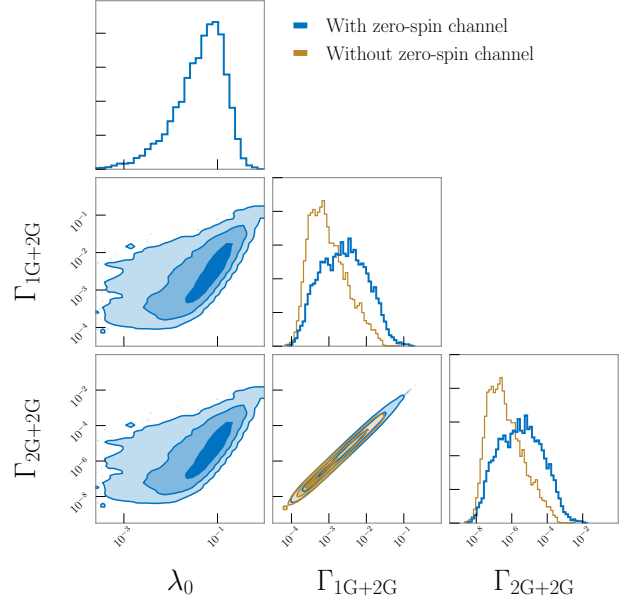 With zero-spin channel
Without zero-spin channel
Γ1G+2G
10⁻¹
10⁻²
10⁻³
10⁻⁴
Γ2G+2G
10⁻²
10⁻⁴
10⁻⁶
10⁻⁸
10⁻³ 10⁻¹ 10⁻⁴ 10⁻³ 10⁻² 10⁻¹ 10⁻⁸ 10⁻⁶ 10⁻⁴ 10⁻²
λ0 Γ1G+2G Γ2G+2G